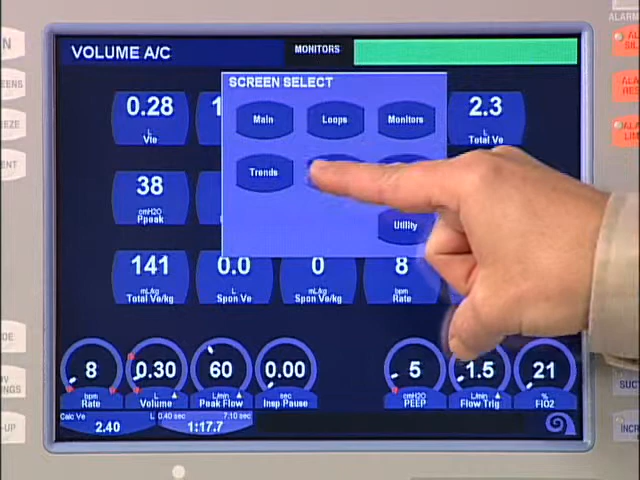 VOLUME A/C
MONITORS
SCREEN SELECT
Main
Loops
Monitors
Trends
Utility
0.28
L
Vte
2.3
L
Total Ve
38
cmH2O
Ppeak
141
mL/kg
Total Ve/kg
0.0
L
Spon Ve
0
mL/kg
Spon Ve/kg
8
bpm
Rate
8
bpm
Rate
0.30
L
Volume
60
L/min
Peak Flow
0.00
sec
Insp Pause
5
cmH2O
PEEP
1.5
L/min
Flow Trig
21
%
FIO2
Calc Ve
L
2.40
0.40 sec
7.10 sec
1:17.7